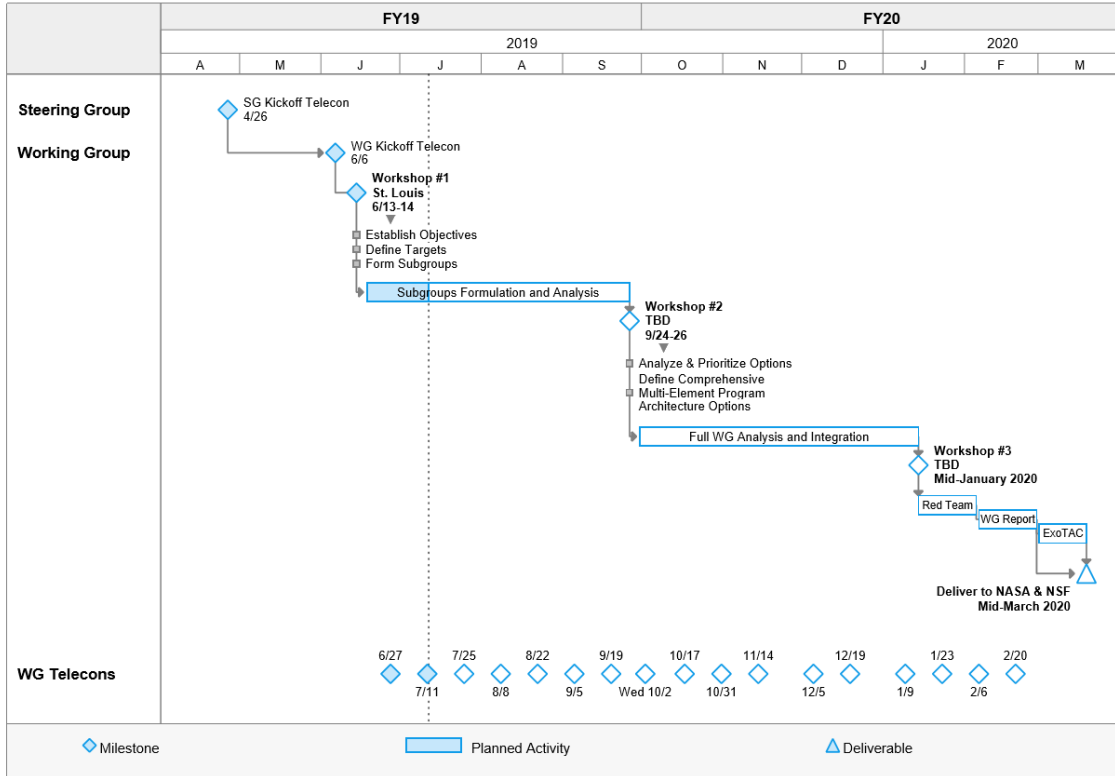 FY19
FY20
2019
2020
A M J J A S O N D J F M
Steering Group
SG Kickoff Telecon
4/26
Working Group
WG Kickoff Telecon
6/6
Workshop #1
St. Louis
6/13-14
Establish Objectives
Define Targets
Form Subgroups
Subgroups Formulation and Analysis
Workshop #2
TBD
9/24-26
Analyze & Prioritize Options
Define Comprehensive
Multi-Element Program
Architecture Options
Full WG Analysis and Integration
Workshop #3
TBD
Mid-January 2020
Red Team
WG Report
ExoTAC
Deliver to NASA & NSF
Mid-March 2020
WG Telecons
6/27 7/25 8/22 9/19 10/17 11/14 12/19 1/23 2/20
7/11 8/8 9/5 Wed 10/2 10/31 12/5 1/9 2/6
Milestone
Planned Activity
Deliverable